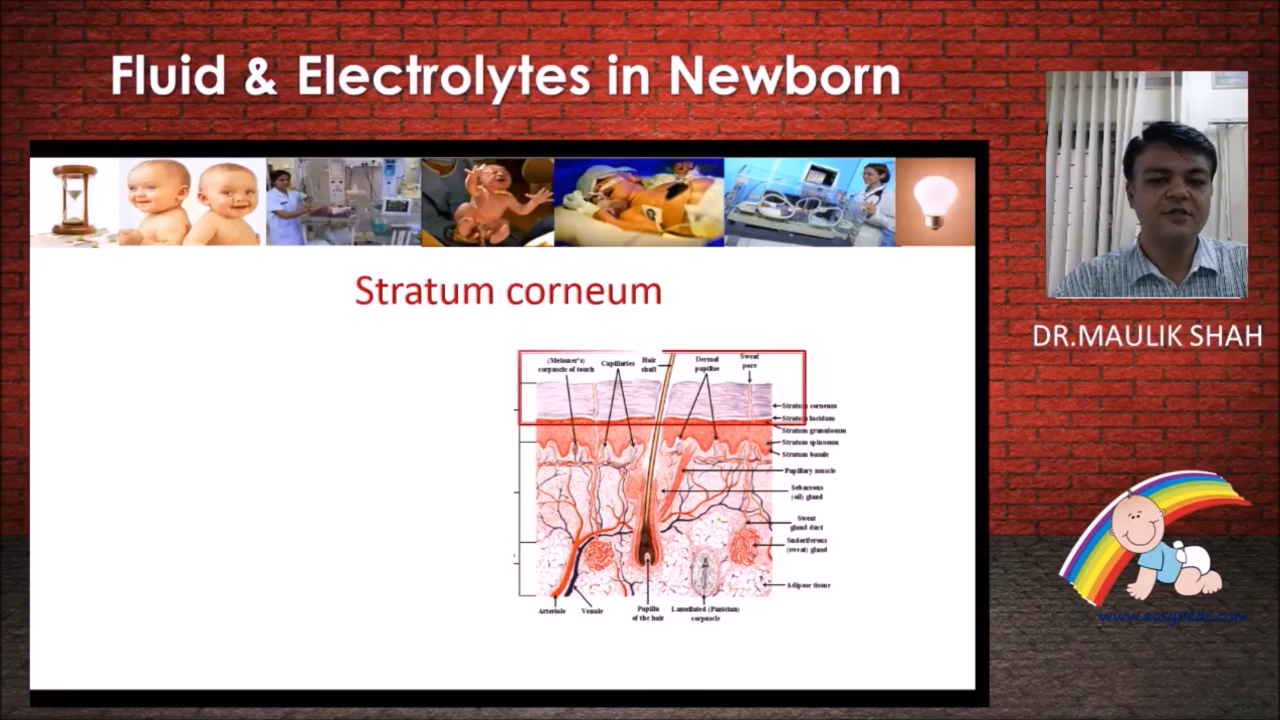 Fluid & Electrolytes in Newborn
DR.MAULIK SHAH
Stratum corneum
(Meissner's)
corpuscle of touch
Capillaries
Hair
shaft
Dermal
papillae
Sweat
pore
Stratum corneum
Stratum lucidum
Stratum granulosum
Stratum spinosum
Stratum basale
Papillary muscle
Sebaceous
(oil) gland
Sweat
gland duct
Sudoriferous
(sweat) gland
Adipose tissue
Arteriole
Venule
Papilla
of the hair
Lamellated (Pacinian)
corpuscle
www.easypeds.com